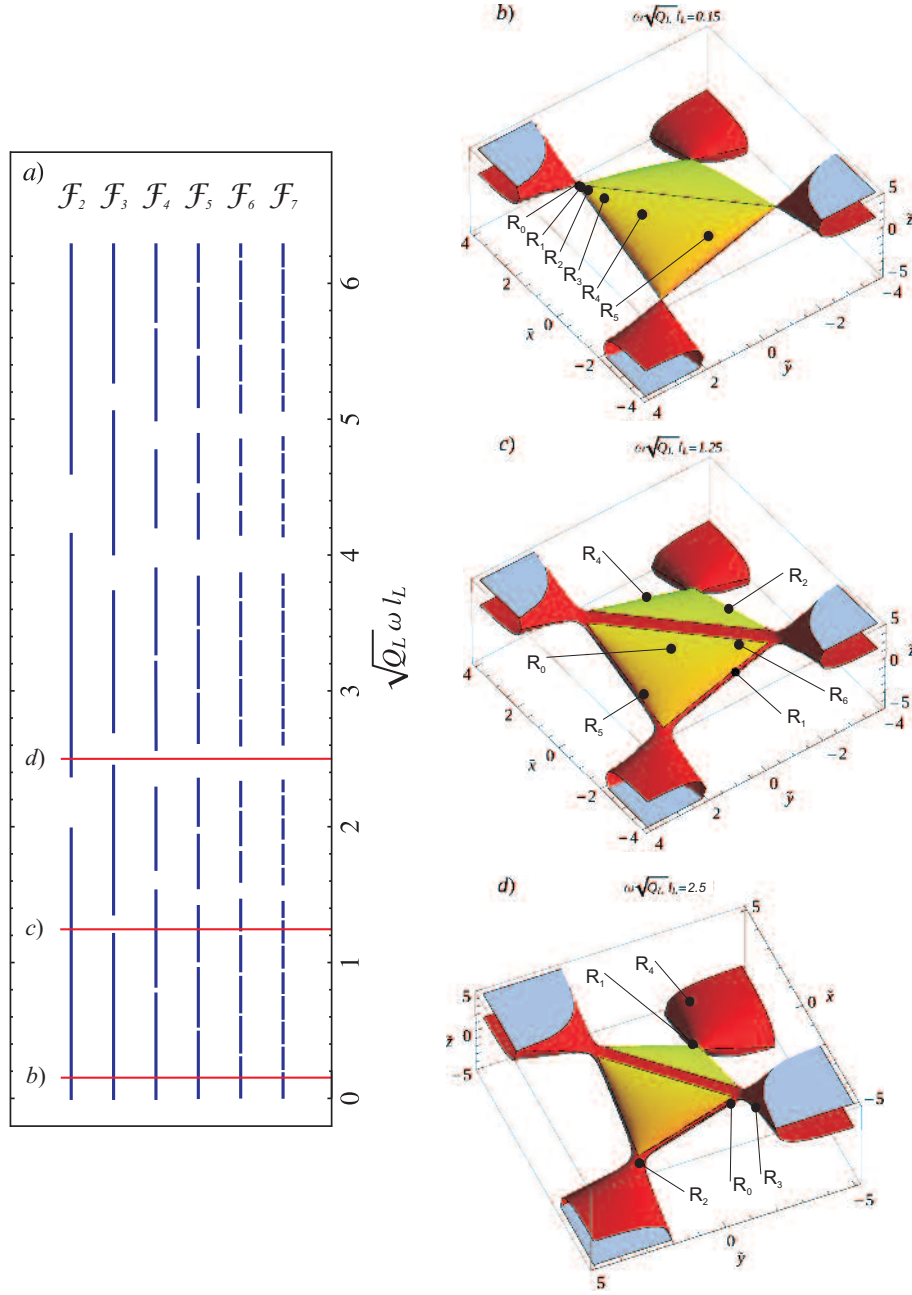 a)
ℱ₂ ℱ₃ ℱ₄ ℱ₅ ℱ₆ ℱ₇
6
5
4
3
2
1
0
√Q_L ω l_L
d)
c)
b)
b)
ω√Q_L l_L=0.15
R₀
R₁
R₂
R₃
R₄
R₅
4
2
0
−2
−4
x̃
4
2
0
−2
−4
ỹ
5
0
−5
z̃
c)
ω√Q_L l_L=1.25
R₄
R₂
R₀
R₅
R₆
R₁
4
2
0
−2
−4
x̃
4
2
0
−2
−4
ỹ
5
0
−5
z̃
d)
ω√Q_L l_L=2.5
R₄
R₁
R₂
R₀
R₃
5
0
x̃
−5
5
0
−5
z̃
5
0
−5
ỹ